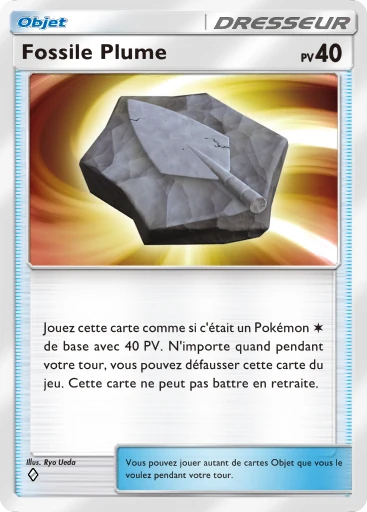 Objet
DRESSEUR
Fossile Plume
PV 40
Jouez cette carte comme si c'était un Pokémon
de base avec 40 PV. N'importe quand pendant
votre tour, vous pouvez défausser cette carte du
jeu. Cette carte ne peut pas battre en retraite.
Illus. Ryo Ueda
Vous pouvez jouer autant de cartes Objet que vous le
voulez pendant votre tour.